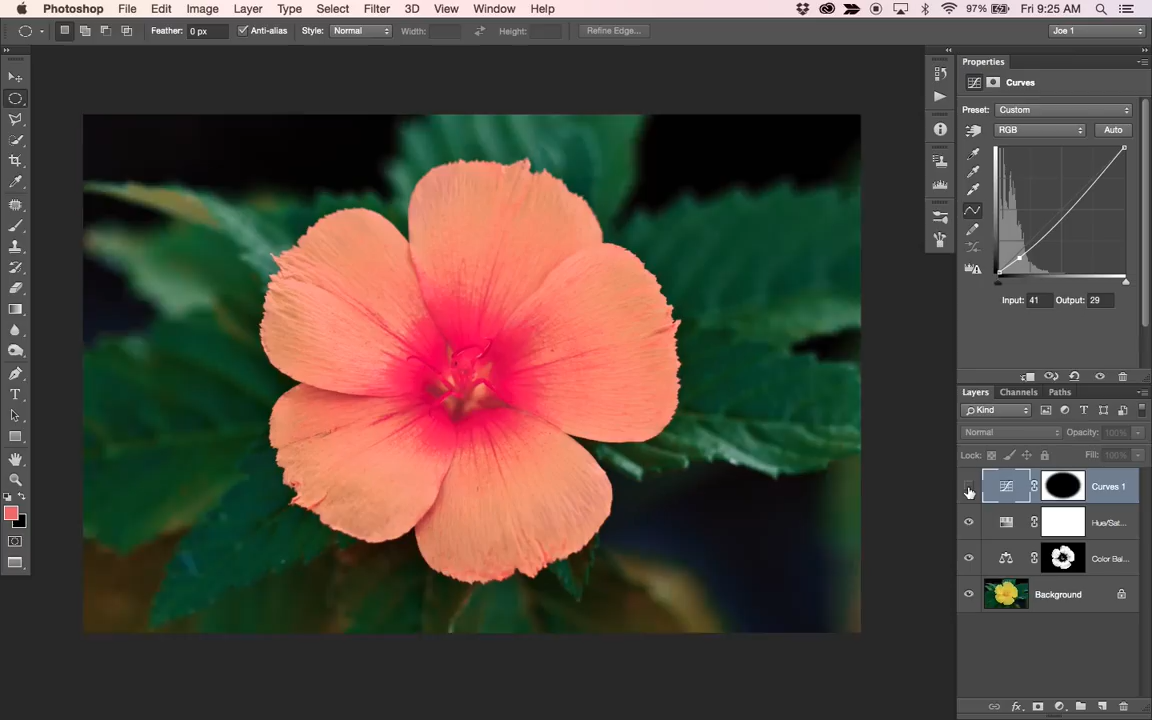 Photoshop File Edit Image Layer Type Select Filter 3D View Window Help 97% Fri 9:25 AM
Feather: 0 px Anti-alias Style: Normal Width: Height: Refine Edge... Joe 1
Properties
Curves
Preset: Custom
RGB Auto
Input: 41 Output: 29
Layers Channels Paths
Kind
Normal Opacity: 100%
Lock: Fill: 100%
Curves 1
Hue/Sat...
Color Bal...
Background